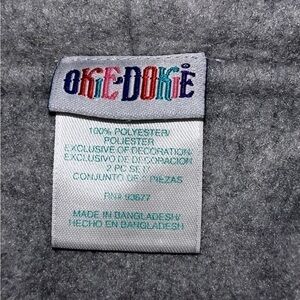 OKIE·DOKIE
100% POLYESTER/
POLIESTER
EXCLUSIVE OF DECORATION/
EXCLUSIVO DE DECORACION
2 PC SET/
CONJUNTO DE 2 PIEZAS
RN# 93677
MADE IN BANGLADESH/
HECHO EN BANGLADESH